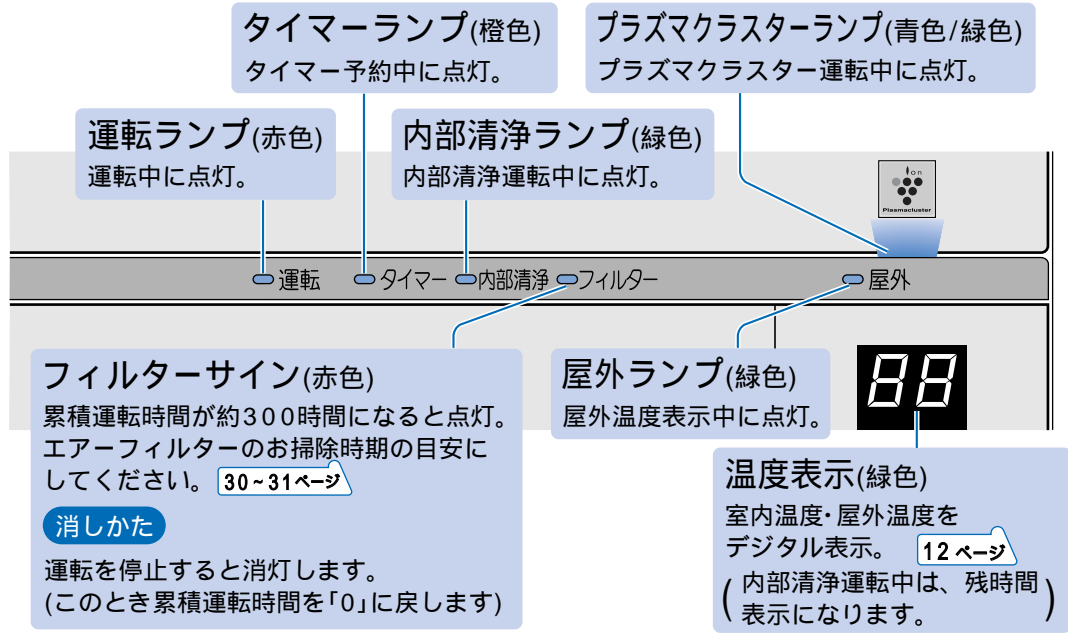 タイマーランプ(橙色)
タイマー予約中に点灯。
プラズマクラスターランプ(青色/緑色)
プラズマクラスター運転中に点灯。
運転ランプ(赤色)
運転中に点灯。
内部清浄ランプ(緑色)
内部清浄運転中に点灯。
ion
Plasmacluster
運転 タイマー 内部清浄 フィルター 屋外
フィルターサイン(赤色)
累積運転時間が約300時間になると点灯。
エアーフィルターのお掃除時期の目安に
してください。 30~31ページ
消しかた
運転を停止すると消灯します。
(このとき累積運転時間を「0」に戻します)
屋外ランプ(緑色)
屋外温度表示中に点灯。
88
温度表示(緑色)
室内温度・屋外温度を
デジタル表示。 12ページ
(内部清浄運転中は、残時間
表示になります。)